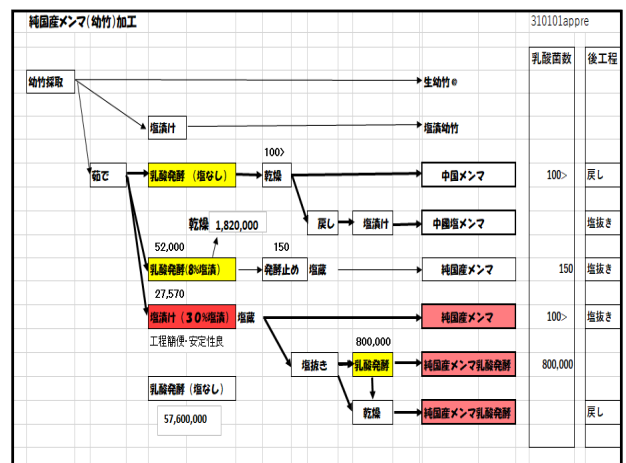 純国産メンマ(幼竹)加工 310101appre
乳酸菌数 後工程
幼竹採取 生幼竹
塩漬け 塩漬幼竹
100>
茹で 乳酸発酵 (塩なし) 乾燥 中国メンマ 100> 戻し
乾燥 1,820,000 戻し 塩漬け 中國塩メンマ 塩抜き
52,000 150
乳酸発酵(8%塩漬) 発酵止め 塩蔵 純国産メンマ 150 塩抜き
27,570
塩漬け (30%塩漬) 塩蔵 純国産メンマ 100> 塩抜き
工程簡便・安定性良 800,000
塩抜き 乳酸発酵 純国産メンマ乳酸発酵 800,000
乳酸発酵 (塩なし)
57,600,000 乾燥 純国産メンマ乳酸発酵 戻し